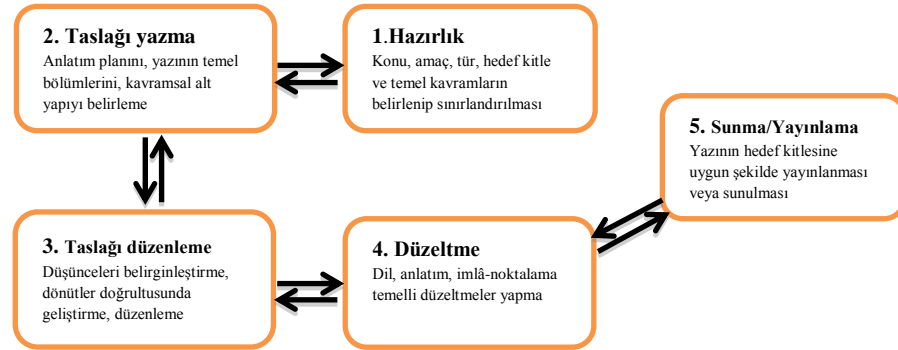 2. Taslağı yazma
Anlatım planını, yazının temel
bölümlerini, kavramsal alt
yapıyı belirleme
1.Hazırlık
Konu, amaç, tür, hedef kitle
ve temel kavramların
belirlenip sınırlandırılması
5. Sunma/Yayınlama
Yazının hedef kitlesine
uygun şekilde yayınlanması
veya sunulması
3. Taslağı düzenleme
Düşünceleri belirginleştirme,
dönütler doğrultusunda
geliştirme, düzenleme
4. Düzeltme
Dil, anlatım, imlâ-noktalama
temelli düzeltmeler yapma